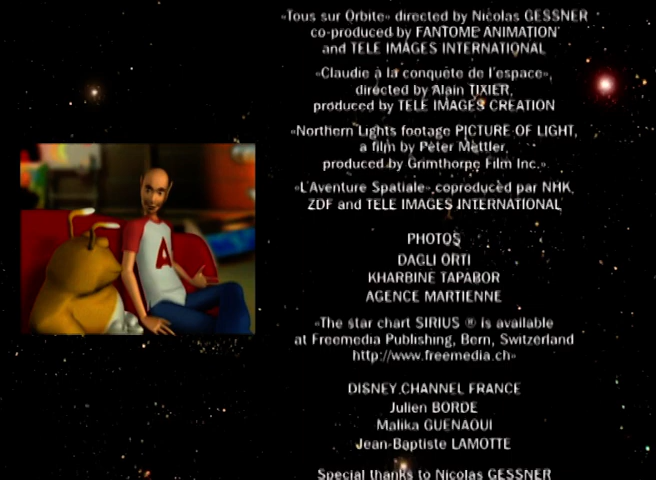 «Tous sur Orbite» directed by Nicolas GESSNER
co-produced by FANTOME ANIMATION
and TELE IMAGES INTERNATIONAL
«Claudie à la conquète de l'espace»,
directed by Alain TIXIER,
produced by TELE IMAGES CREATION
«Northern Lights footage PICTURE OF LIGHT,
a film by Peter Mettler,
produced by Grimthorpe Film Inc.»
«L'Aventure Spatiale» coproduced par NHK,
ZDF and TELE IMAGES INTERNATIONAL
PHOTOS
DAGLI ORTI
KHARBINE TAPABOR
AGENCE MARTIENNE
«The star chart SIRIUS ® is available
at Freemedia Publishing, Bern, Switzerland
http://www.freemedia.ch»
DISNEY CHANNEL FRANCE
Julien BORDE
Malika GUENAOUI
Jean-Baptiste LAMOTTE
Special thanks to Nicolas GESSNER
A